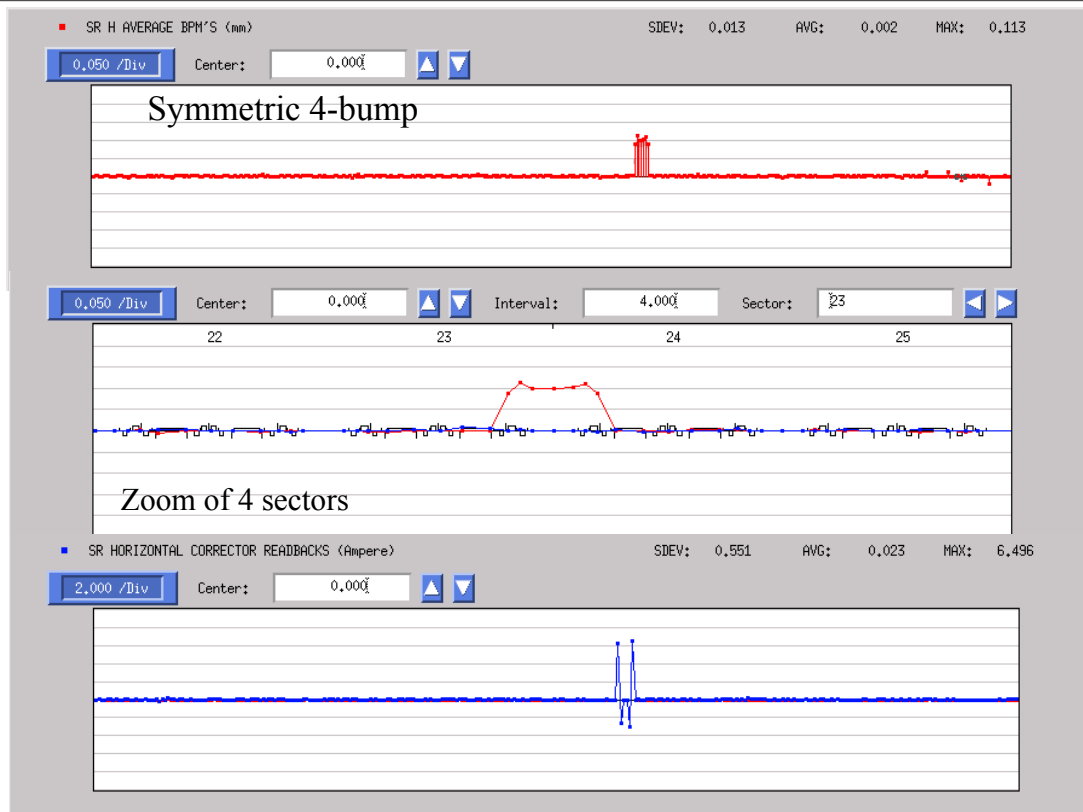 SR H AVERAGE BPM'S (mm) SDEV: 0.013 AVG: 0.002 MAX: 0.113
0.050 /Div Center: 0.000
Symmetric 4-bump
0.050 /Div Center: 0.000 Interval: 4.000 Sector: 23
22 23 24 25
Zoom of 4 sectors
SR HORIZONTAL CORRECTOR READBACKS (Ampere) SDEV: 0.551 AVG: 0.023 MAX: 6.496
2.000 /Div Center: 0.000